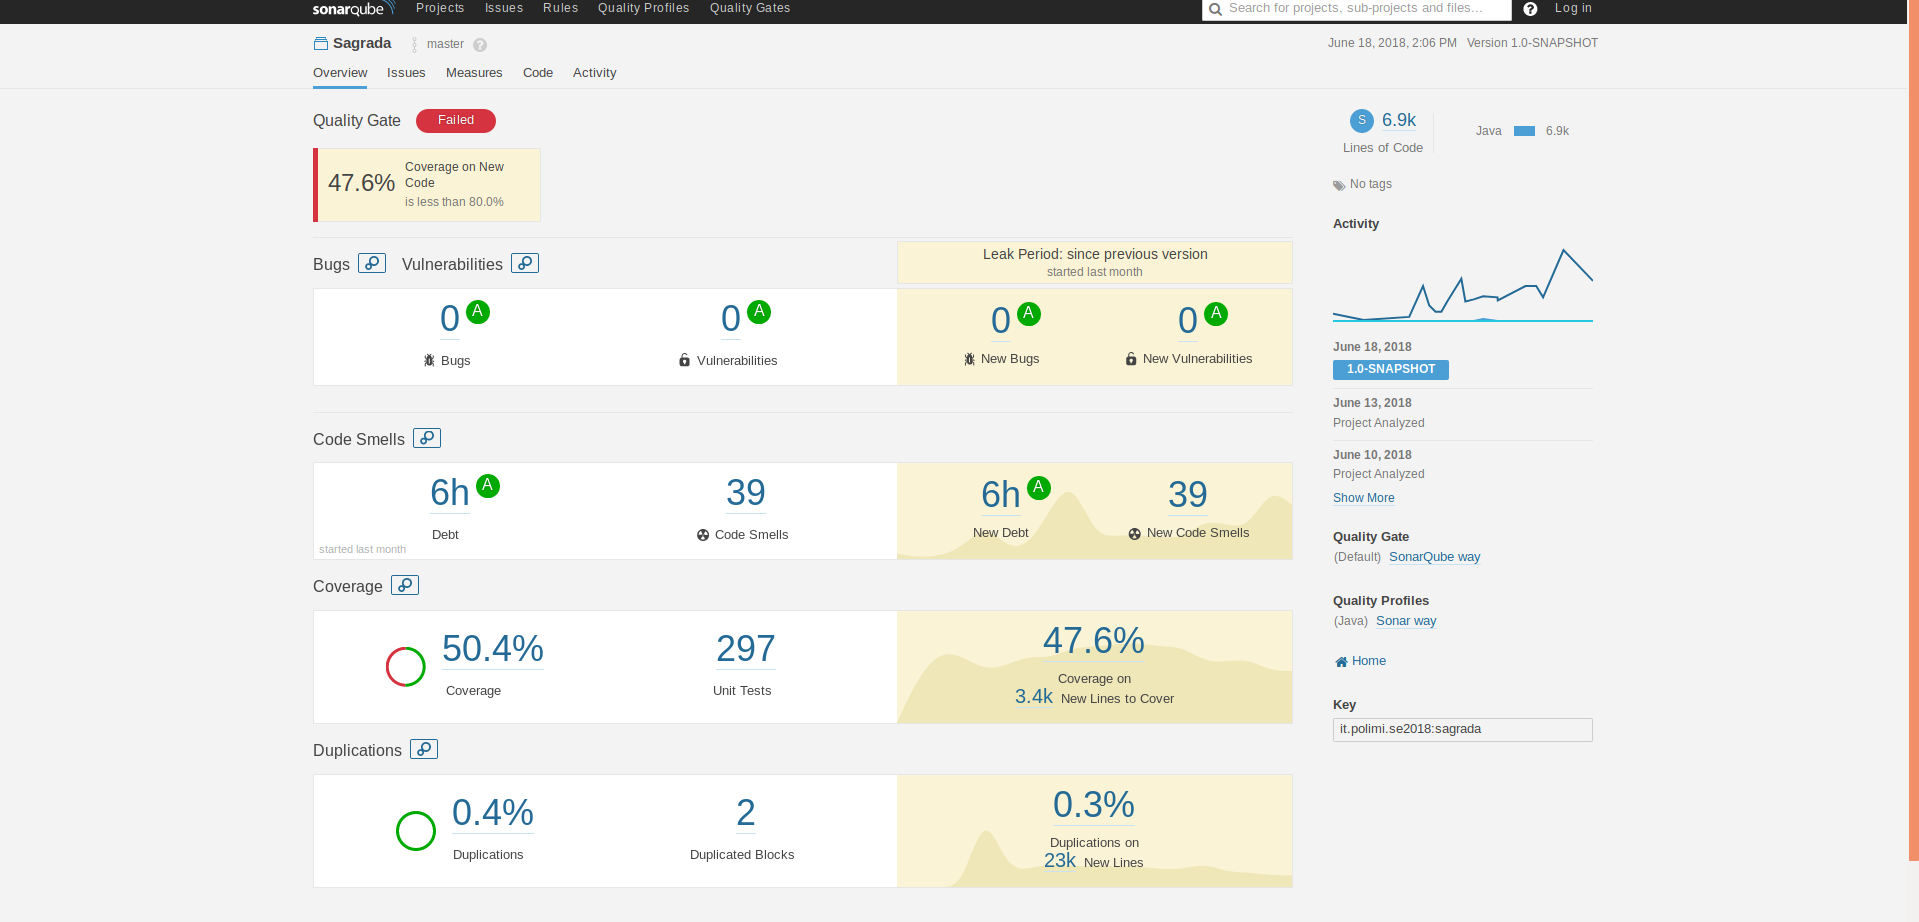 sonarqube Projects Issues Rules Quality Profiles Quality Gates Search for projects, sub-projects and files... Log in
Sagrada master June 18, 2018, 2:06 PM Version 1.0-SNAPSHOT
Overview Issues Measures Code Activity
Quality Gate Failed
47.6% Coverage on New
Code
is less than 80.0%
Bugs Vulnerabilities
Leak Period: since previous version
started last month
0 A
Bugs
0 A
Vulnerabilities
0 A
New Bugs
0 A
New Vulnerabilities
Code Smells
6h A
Debt
started last month
39
Code Smells
6h A
New Debt
39
New Code Smells
Coverage
50.4%
Coverage
297
Unit Tests
47.6%
Coverage on
3.4k New Lines to Cover
Duplications
0.4%
Duplications
2
Duplicated Blocks
0.3%
Duplications on
23k New Lines
S 6.9k
Lines of Code
Java 6.9k
No tags
Activity
June 18, 2018
1.0-SNAPSHOT
June 13, 2018
Project Analyzed
June 10, 2018
Project Analyzed
Show More
Quality Gate
(Default) SonarQube way
Quality Profiles
(Java) Sonar way
Home
Key
it.polimi.se2018:sagrada